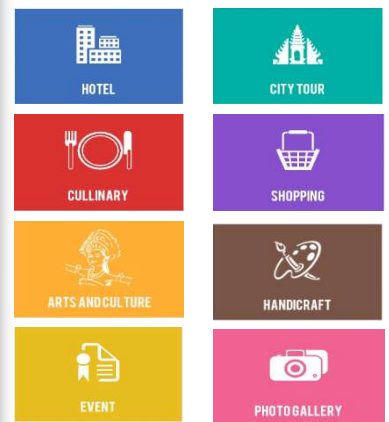 HOTEL
CITY TOUR
CULLINARY
SHOPPING
ARTS AND CULTURE
HANDICRAFT
EVENT
PHOTO GALLERY